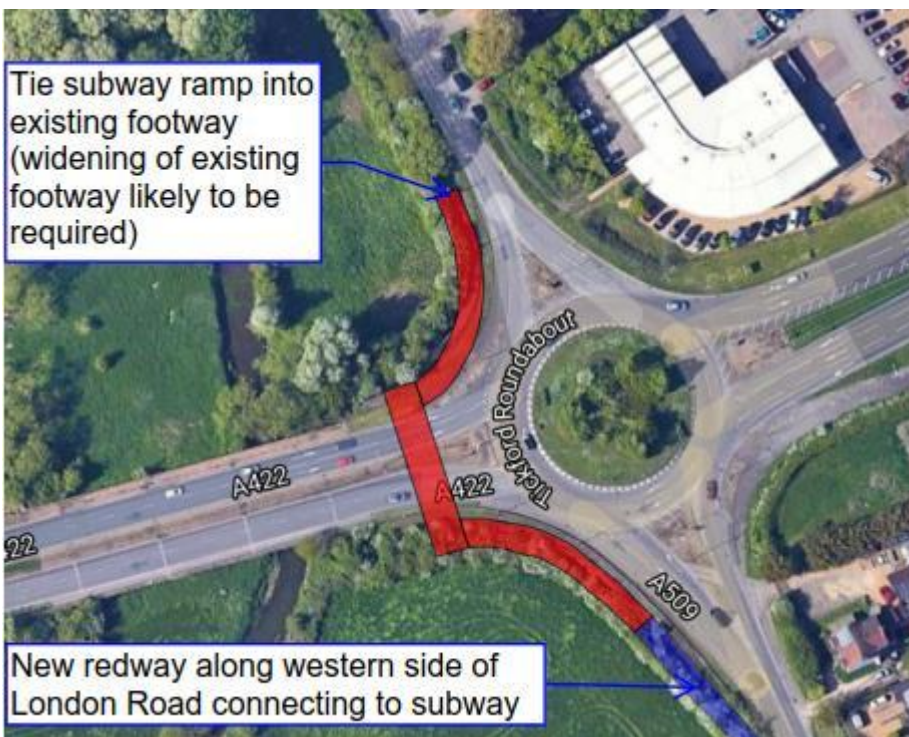 Tie subway ramp into
existing footway
(widening of existing
footway likely to be
required)
Tickford Roundabout
A422
A422
22
A509
New redway along western side of
London Road connecting to subway